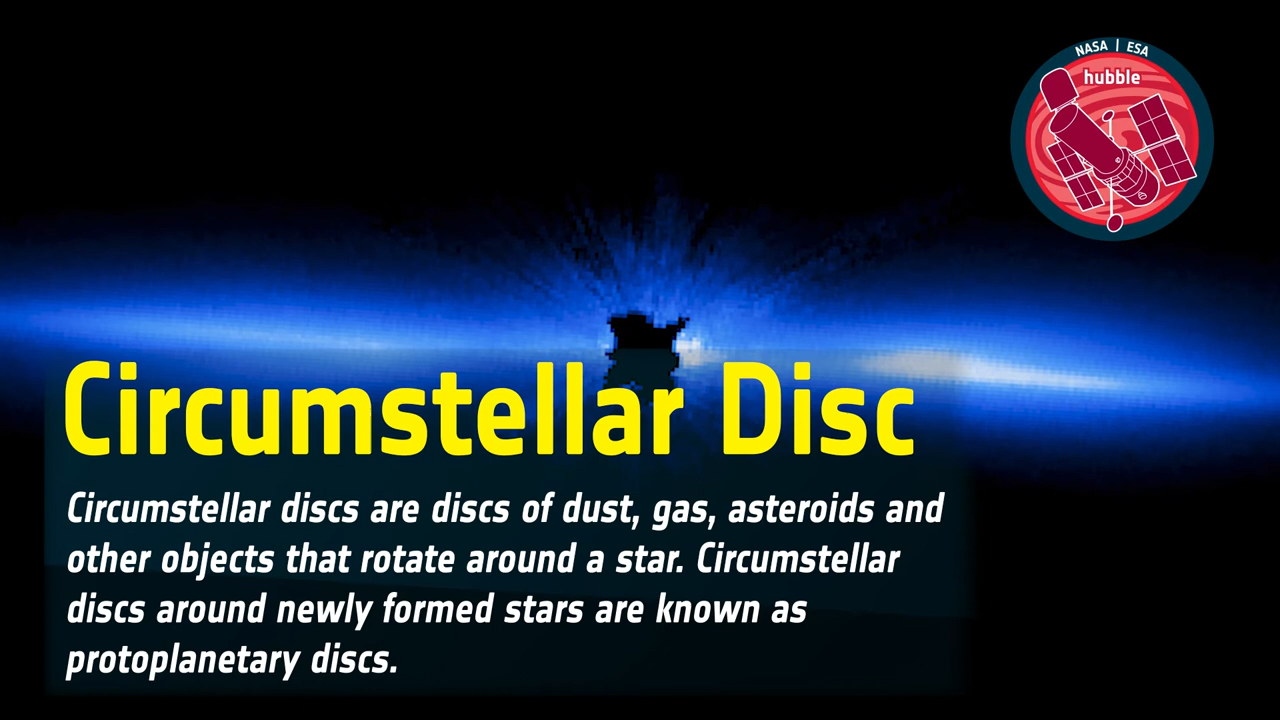 NASA | ESA
hubble
Circumstellar Disc
Circumstellar discs are discs of dust, gas, asteroids and
other objects that rotate around a star. Circumstellar
discs around newly formed stars are known as
protoplanetary discs.